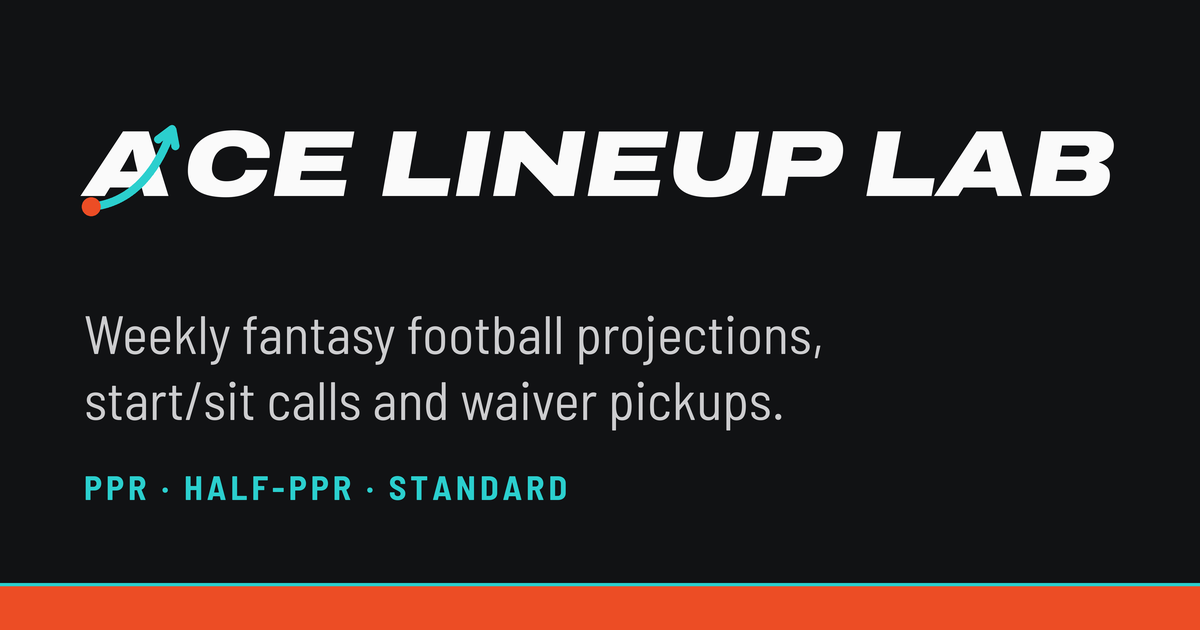 ACE LINEUP LAB
Weekly fantasy football projections,
start/sit calls and waiver pickups.
PPR · HALF-PPR · STANDARD